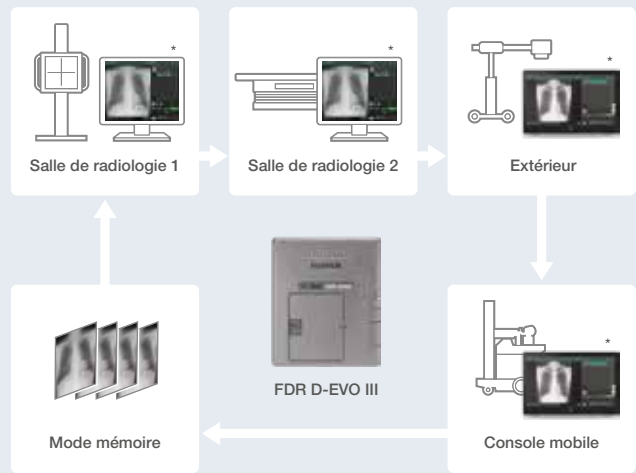 *
*
*
Salle de radiologie 1
Salle de radiologie 2
Extérieur
*
FDR D-EVO III
Mode mémoire
Console mobile